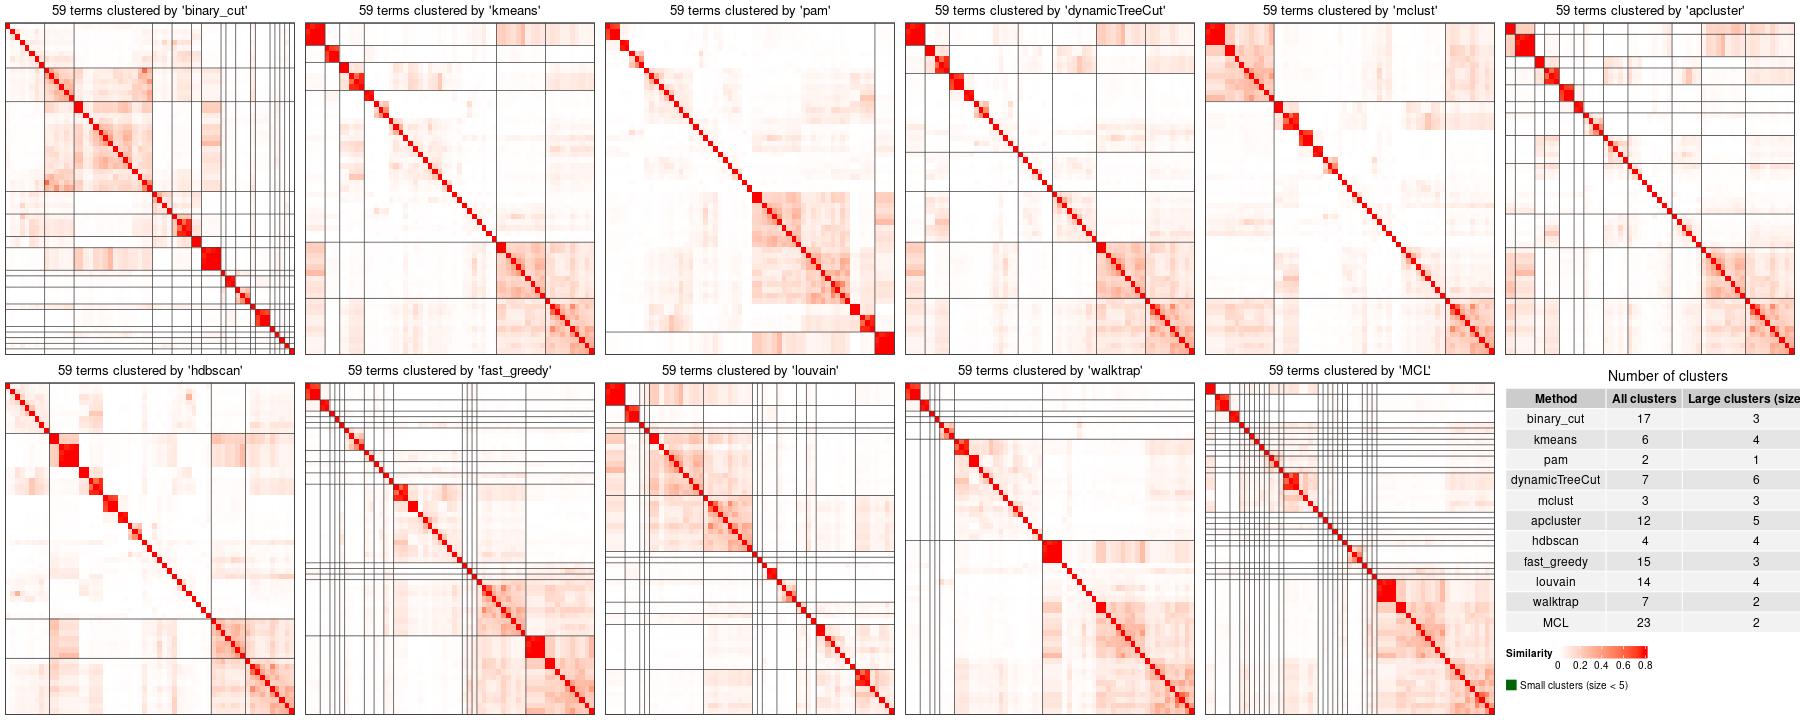 59 terms clustered by 'binary_cut'
59 terms clustered by 'kmeans'
59 terms clustered by 'pam'
59 terms clustered by 'dynamicTreeCut'
59 terms clustered by 'mclust'
59 terms clustered by 'apcluster'
59 terms clustered by 'hdbscan'
59 terms clustered by 'fast_greedy'
59 terms clustered by 'louvain'
59 terms clustered by 'walktrap'
59 terms clustered by 'MCL'
Number of clusters
Method All clusters Large clusters (size
binary_cut 17 3
kmeans 6 4
pam 2 1
dynamicTreeCut 7 6
mclust 3 3
apcluster 12 5
hdbscan 4 4
fast_greedy 15 3
louvain 14 4
walktrap 7 2
MCL 23 2
Similarity
0 0.2 0.4 0.6 0.8
Small clusters (size < 5)